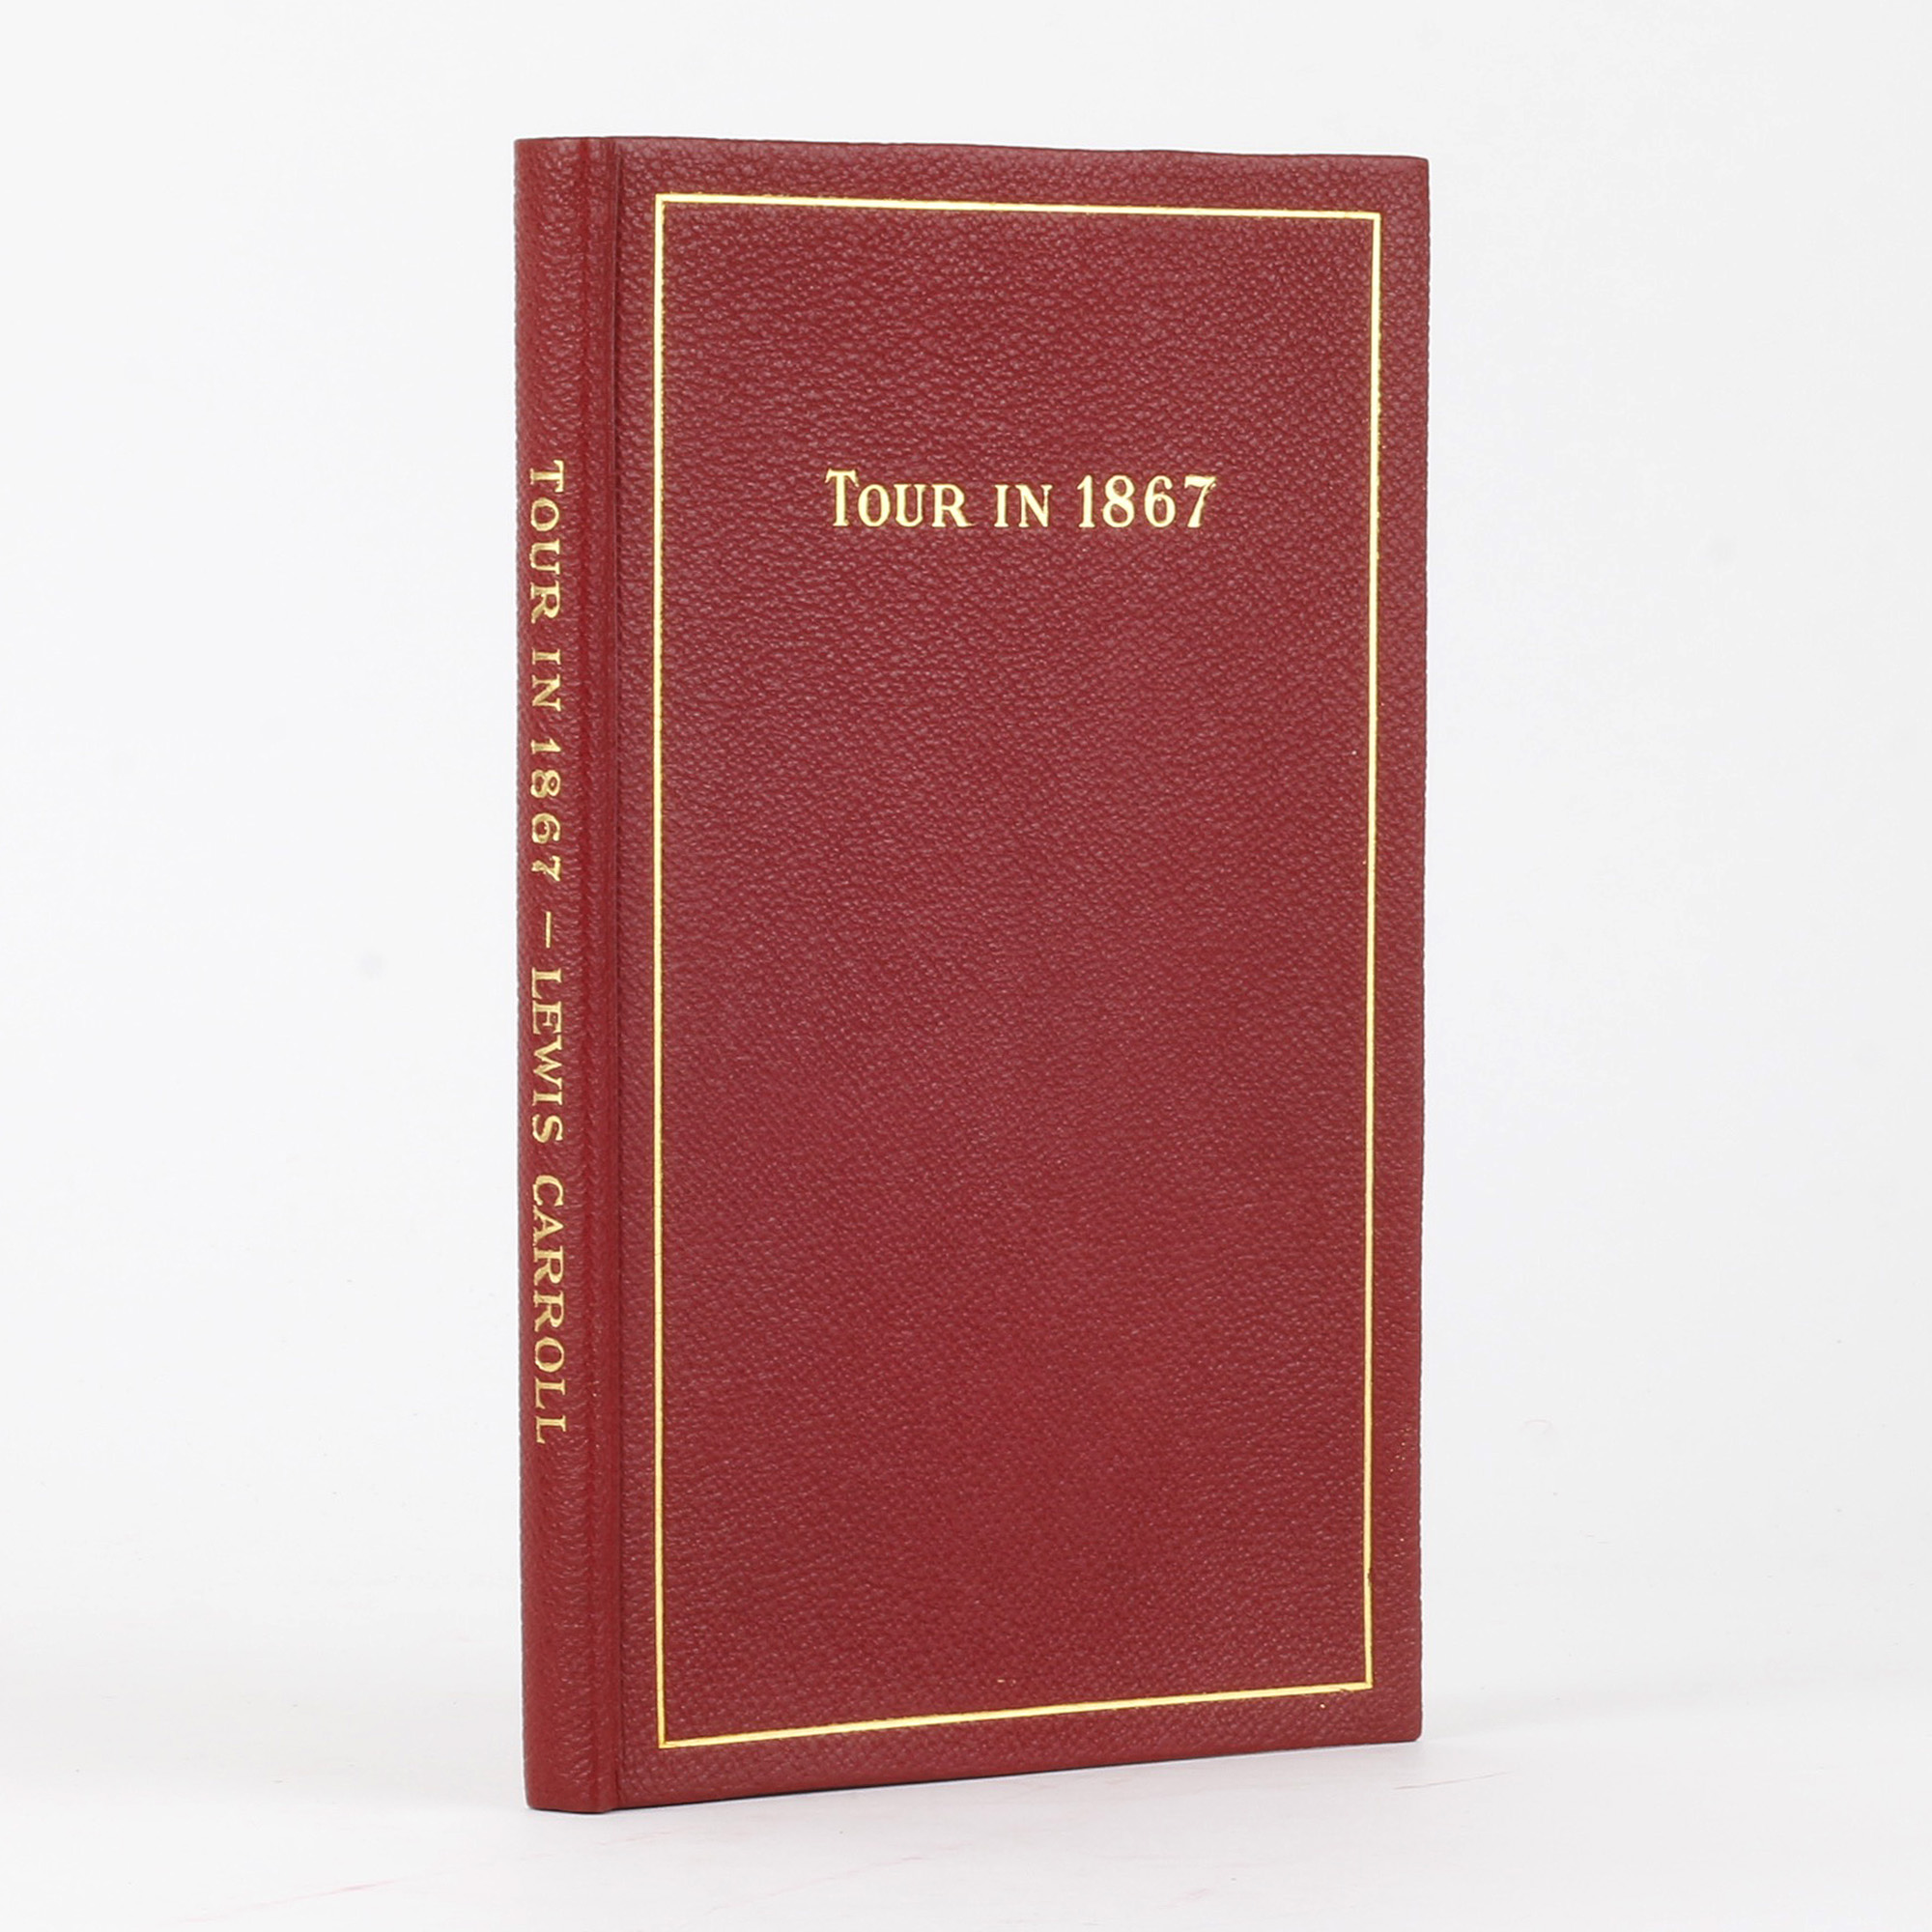 TOUR IN 1867 – LEWIS CARROLL
TOUR IN 1867